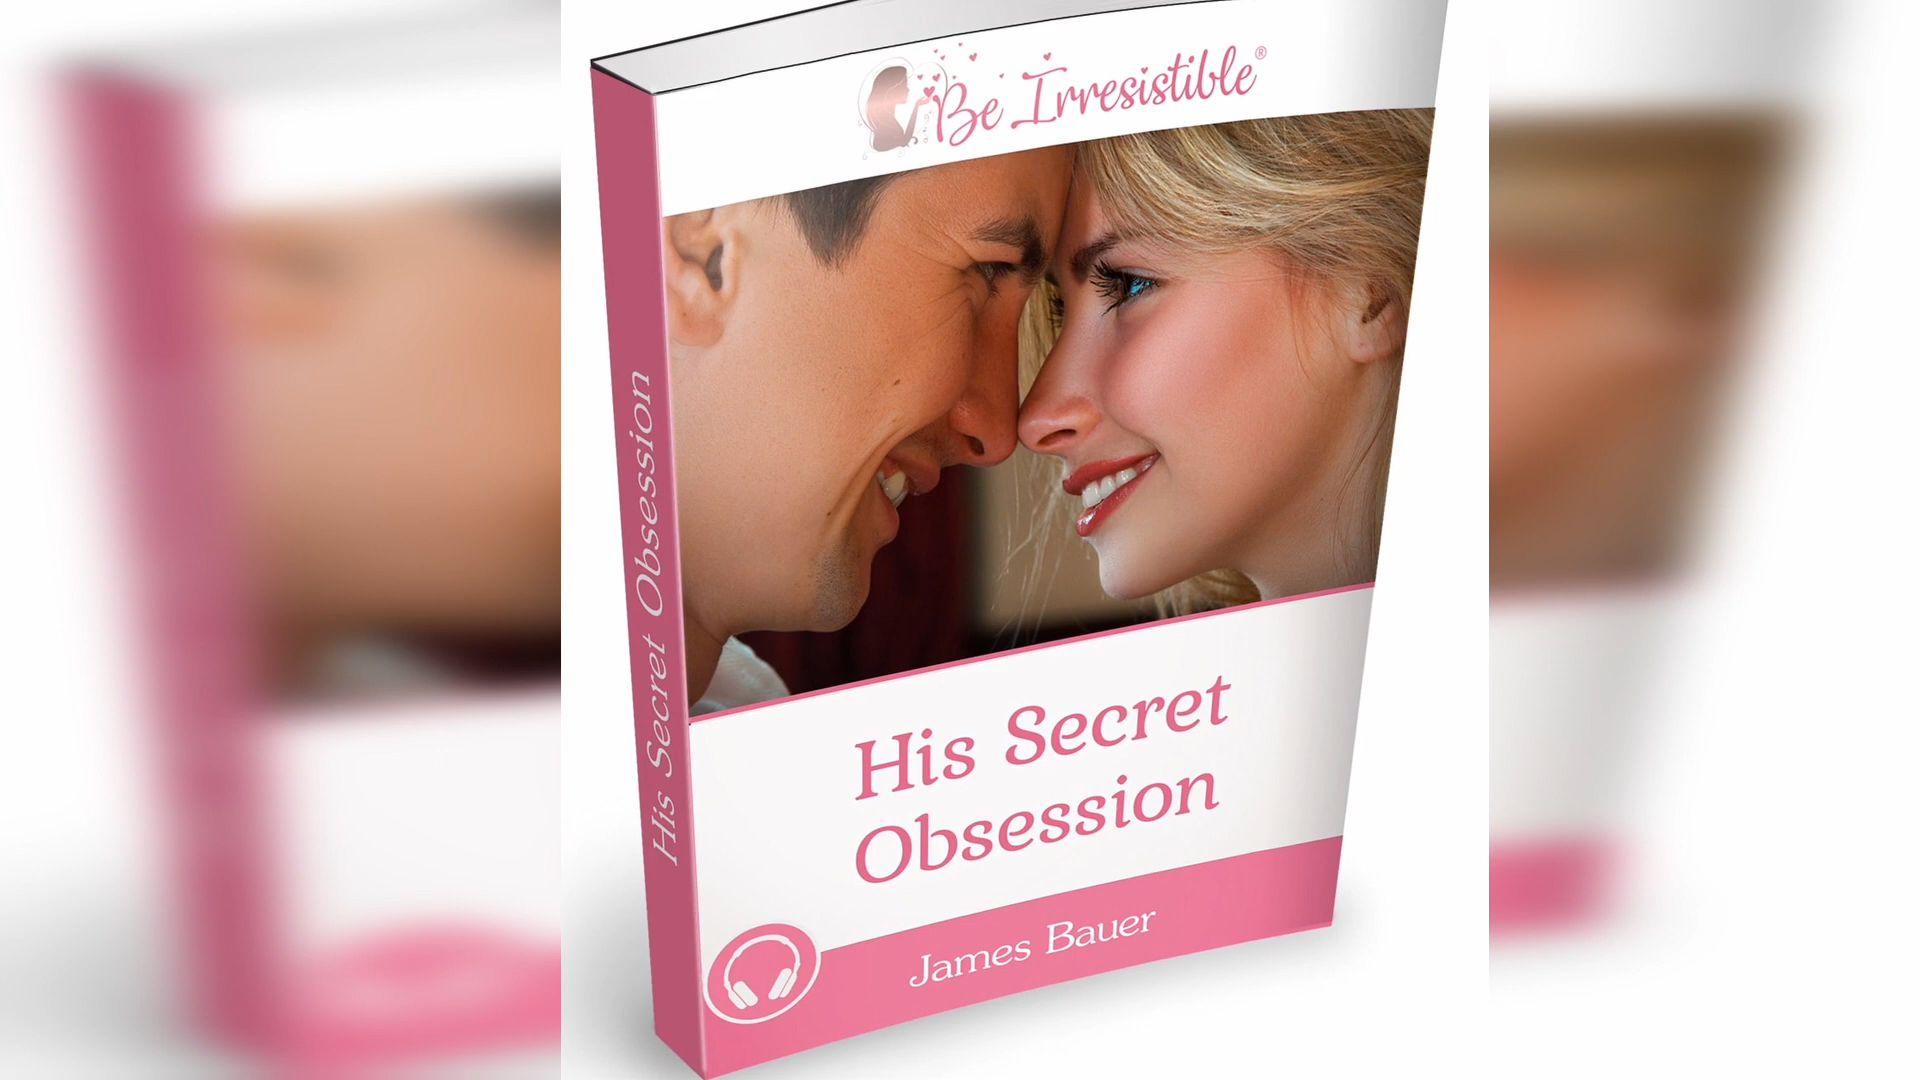 Be Irresistible®
His Secret Obsession
His Secret
Obsession
James Bauer